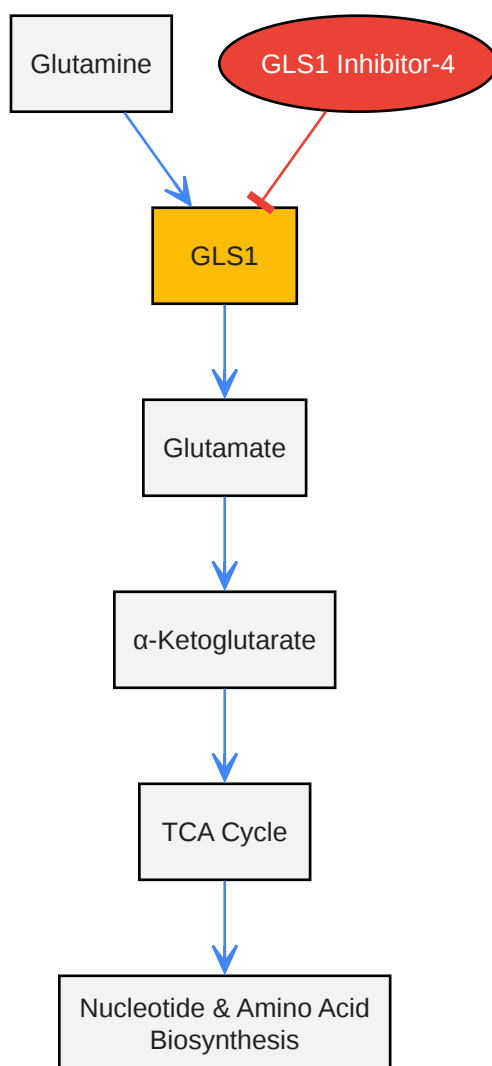 Glutamine
GLS1 Inhibitor-4
GLS1
Glutamate
α-Ketoglutarate
TCA Cycle
Nucleotide & Amino Acid
Biosynthesis